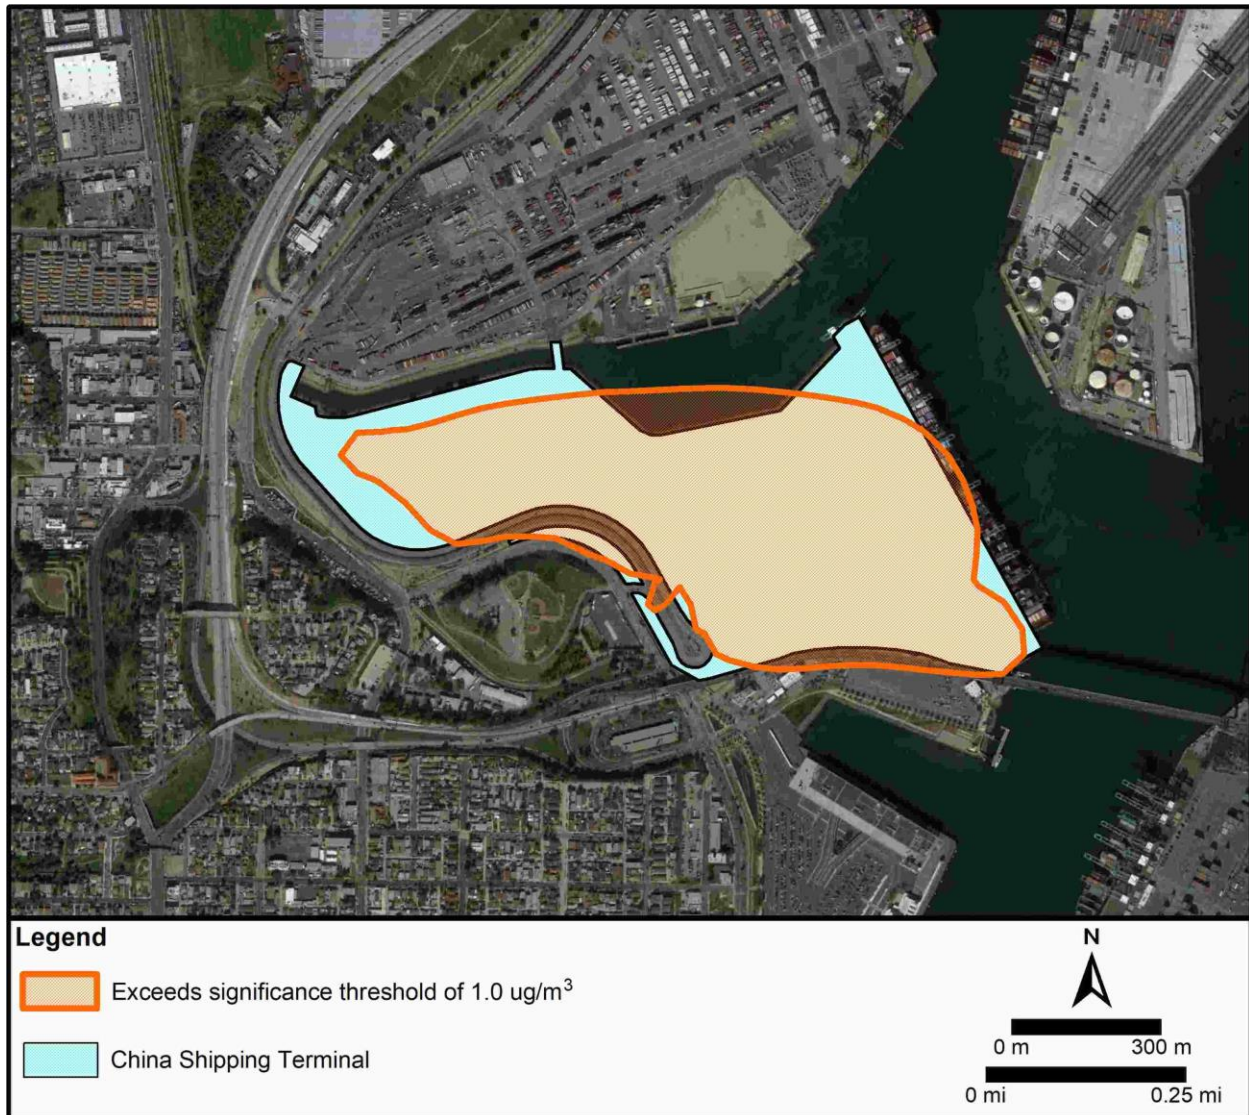 Legend
Exceeds significance threshold of 1.0 ug/m³
China Shipping Terminal
N
0 m 300 m
0 mi 0.25 mi